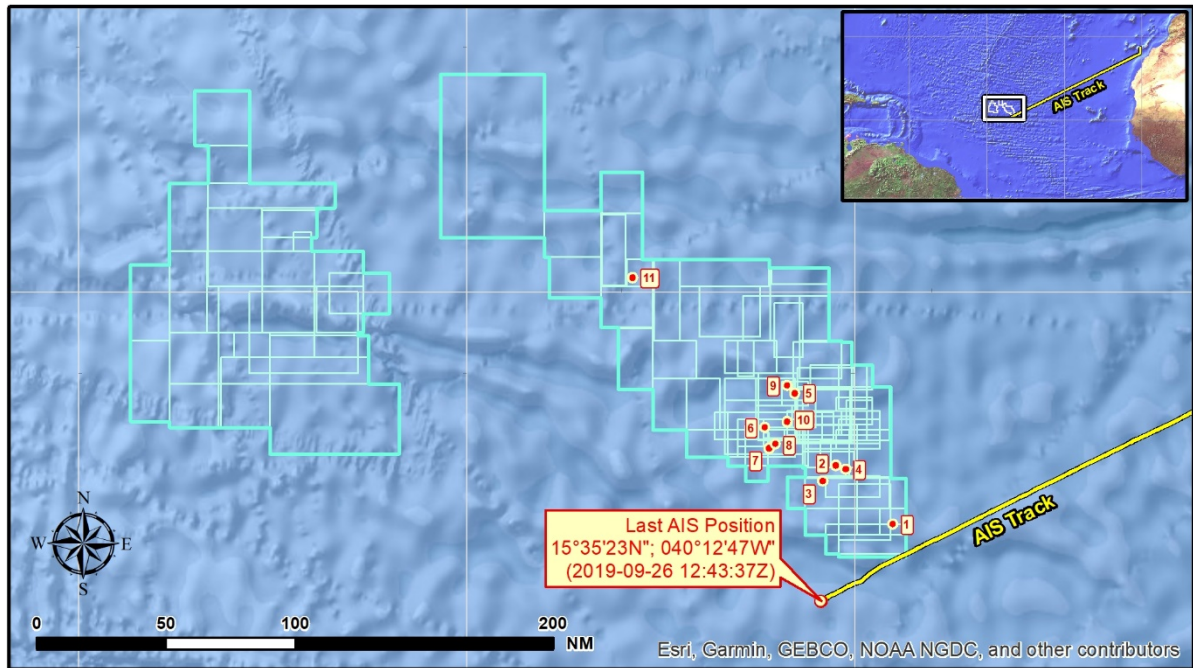 AIS Track
11
9
5
10
6
8
7
2
4
3
1
AIS Track
Last AIS Position
15°35'23"N"; 040°12'47W"
(2019-09-26 12:43:37Z)
N
W
E
S
0
50
100
200
NM
Esri, Garmin, GEBCO, NOAA NGDC, and other contributors